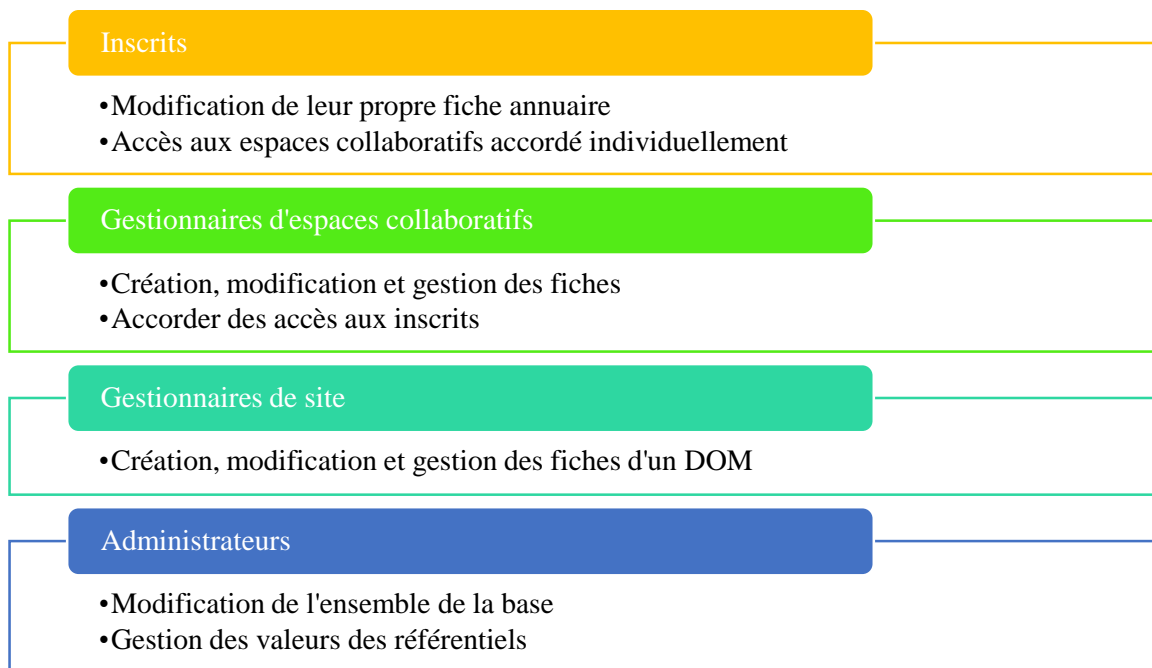 Inscrits
•Modification de leur propre fiche annuaire
•Accès aux espaces collaboratifs accordé individuellement
Gestionnaires d'espaces collaboratifs
•Création, modification et gestion des fiches
•Accorder des accès aux inscrits
Gestionnaires de site
•Création, modification et gestion des fiches d'un DOM
Administrateurs
•Modification de l'ensemble de la base
•Gestion des valeurs des référentiels